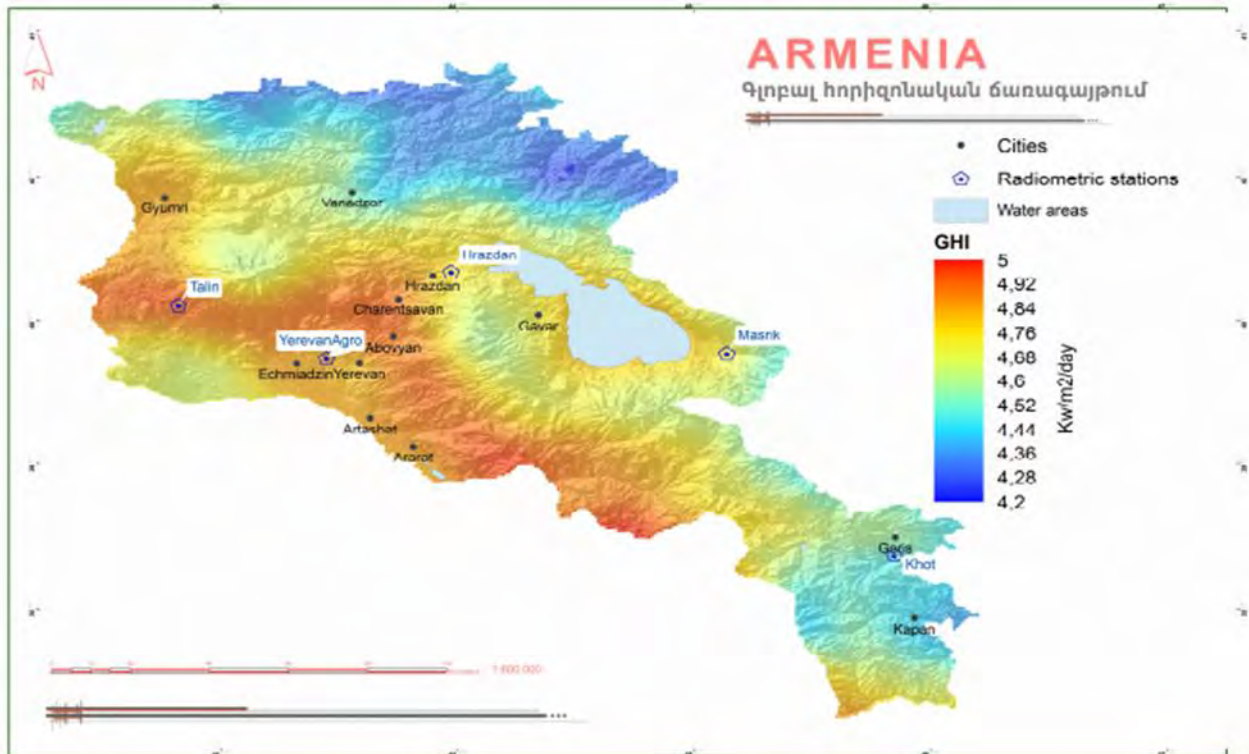 ARMENIA
Գլոբալ հորիզոնական ճառագայթում
N
Cities
Radiometric stations
Water areas
GHI
5
4,92
4,84
4,76
4,68
4,6
4,52
4,44
4,36
4,28
4,2
Kw/m2/day
Gyumri
Vanadzor
Hrazdan
Hrazdan
Talin
Charentsavan
Gavar
YerevanAgro
Abovyan
Masrik
Echmiadzin
Yerevan
Artashat
Ararat
Goris
Khot
Kapan